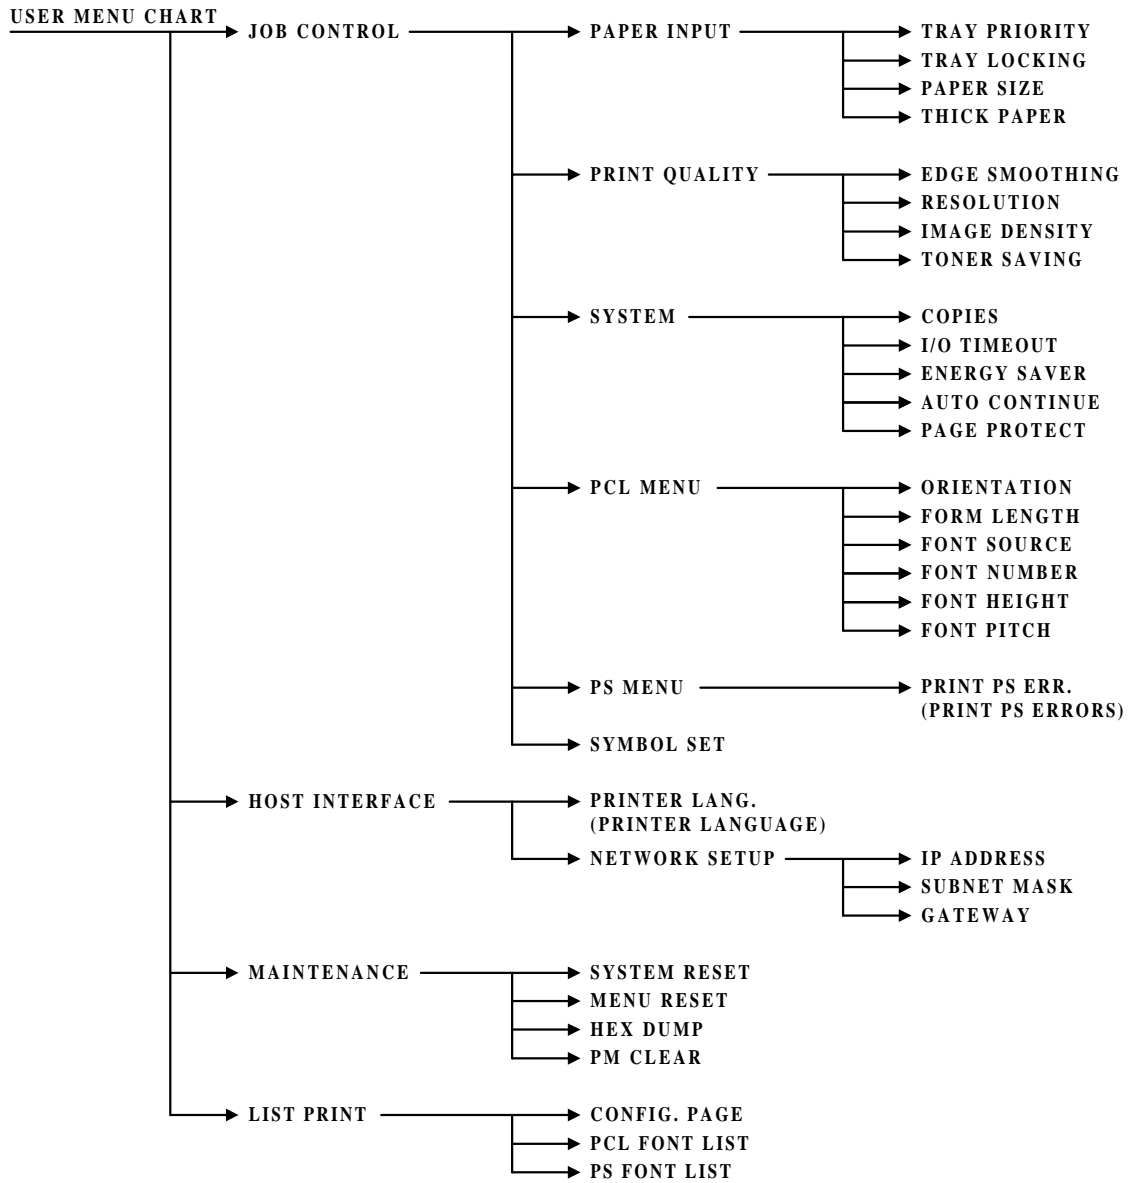 USER MENU CHART
JOB CONTROL
PAPER INPUT
TRAY PRIORITY
TRAY LOCKING
PAPER SIZE
THICK PAPER
PRINT QUALITY
EDGE SMOOTHING
RESOLUTION
IMAGE DENSITY
TONER SAVING
SYSTEM
COPIES
I/O TIMEOUT
ENERGY SAVER
AUTO CONTINUE
PAGE PROTECT
PCL MENU
ORIENTATION
FORM LENGTH
FONT SOURCE
FONT NUMBER
FONT HEIGHT
FONT PITCH
PS MENU
PRINT PS ERR.
(PRINT PS ERRORS)
SYMBOL SET
HOST INTERFACE
PRINTER LANG.
(PRINTER LANGUAGE)
NETWORK SETUP
IP ADDRESS
SUBNET MASK
GATEWAY
MAINTENANCE
SYSTEM RESET
MENU RESET
HEX DUMP
PM CLEAR
LIST PRINT
CONFIG. PAGE
PCL FONT LIST
PS FONT LIST